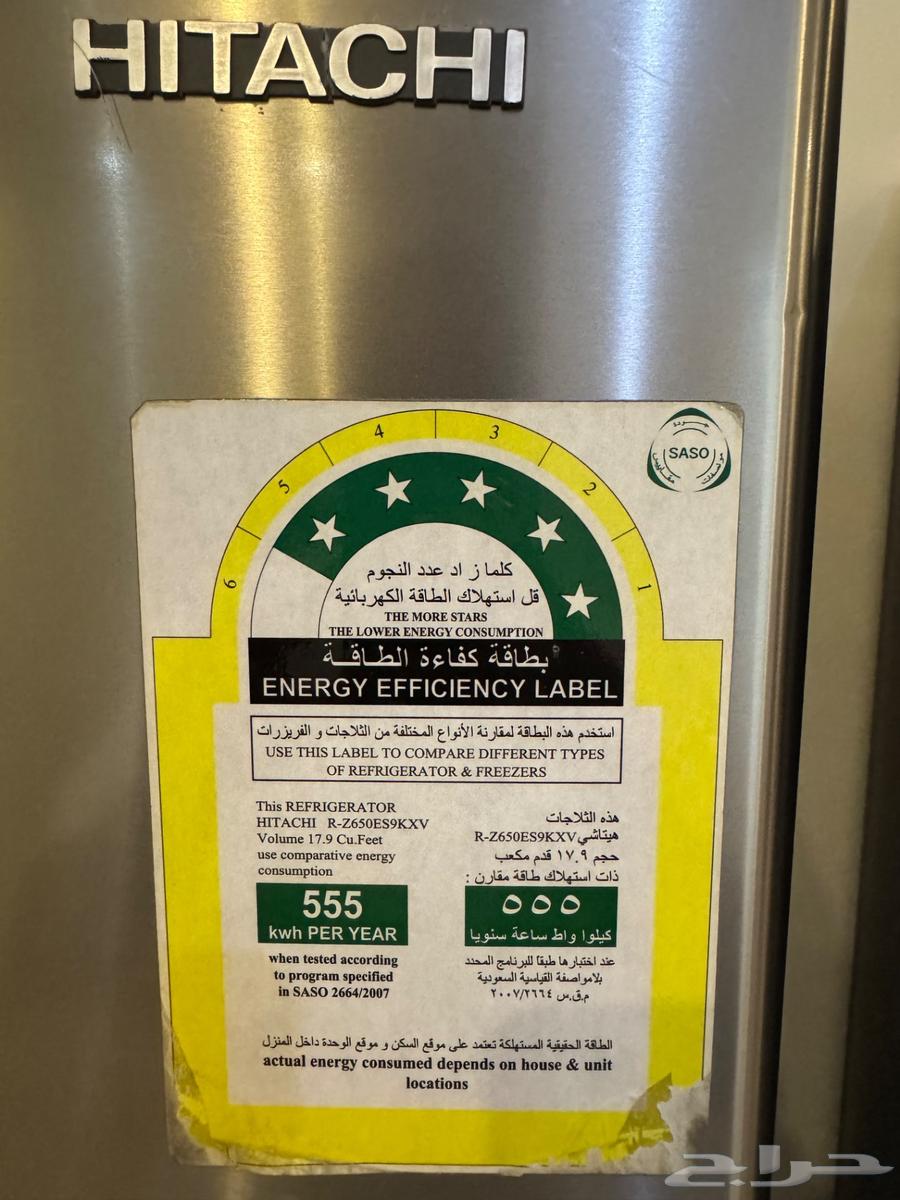 HITACHI
SASO
6 5 4 3 2 1
كلما زاد عدد النجوم
قل استهلاك الطاقة الكهربائية
THE MORE STARS
THE LOWER ENERGY CONSUMPTION
بطاقة كفاءة الطاقة
ENERGY EFFICIENCY LABEL
استخدم هذه البطاقة لمقارنة الأنواع المختلفة من الثلاجات و الفريزرات
USE THIS LABEL TO COMPARE DIFFERENT TYPES
OF REFRIGERATOR & FREEZERS
This REFRIGERATOR
HITACHI R-Z650ES9KXV
Volume 17.9 Cu.Feet
use comparative energy
consumption
555
kwh PER YEAR
when tested according
to program specified
in SASO 2664/2007
هذه الثلاجات
هيتاشي R-Z650ES9KXV
حجم ١٧.٩ قدم مكعب
ذات استهلاك طاقة مقارن :
٥٥٥
كيلوا واط ساعة سنويا
عند اختبارها طبقا للبرنامج المحدد
بلامواصفة القياسية السعودية
م.ق.س ٢٠٠٧/٢٦٦٤
الطاقة الحقيقية المستهلكة تعتمد على موقع السكن و موقع الوحدة داخل المنزل
actual energy consumed depends on house & unit
locations
حراج